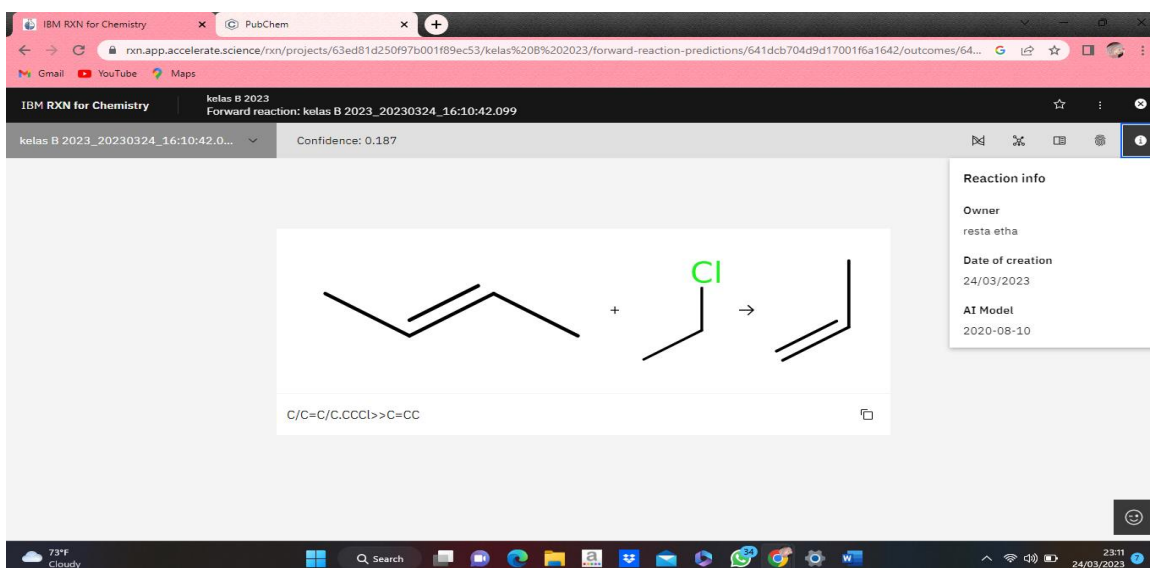 IBM RXN for Chemistry
PubChem
rxn.app.accelerate.science/rxn/projects/63ed81d250f97b001f89ec53/kelas%20B%202023/forward-reaction-predictions/641dcb704d9d17001f6a1642/outcomes/64...
Gmail
YouTube
Maps
IBM RXN for Chemistry
kelas B 2023
Forward reaction: kelas B 2023_20230324_16:10:42.099
kelas B 2023_20230324_16:10:42.0...
Confidence: 0.187
Reaction info
Owner
resta etha
Date of creation
24/03/2023
AI Model
2020-08-10
Cl
+
C/C=C/C.CCCl>>C=CC
73°F
Cloudy
Search
34
23:11
24/03/2023
7